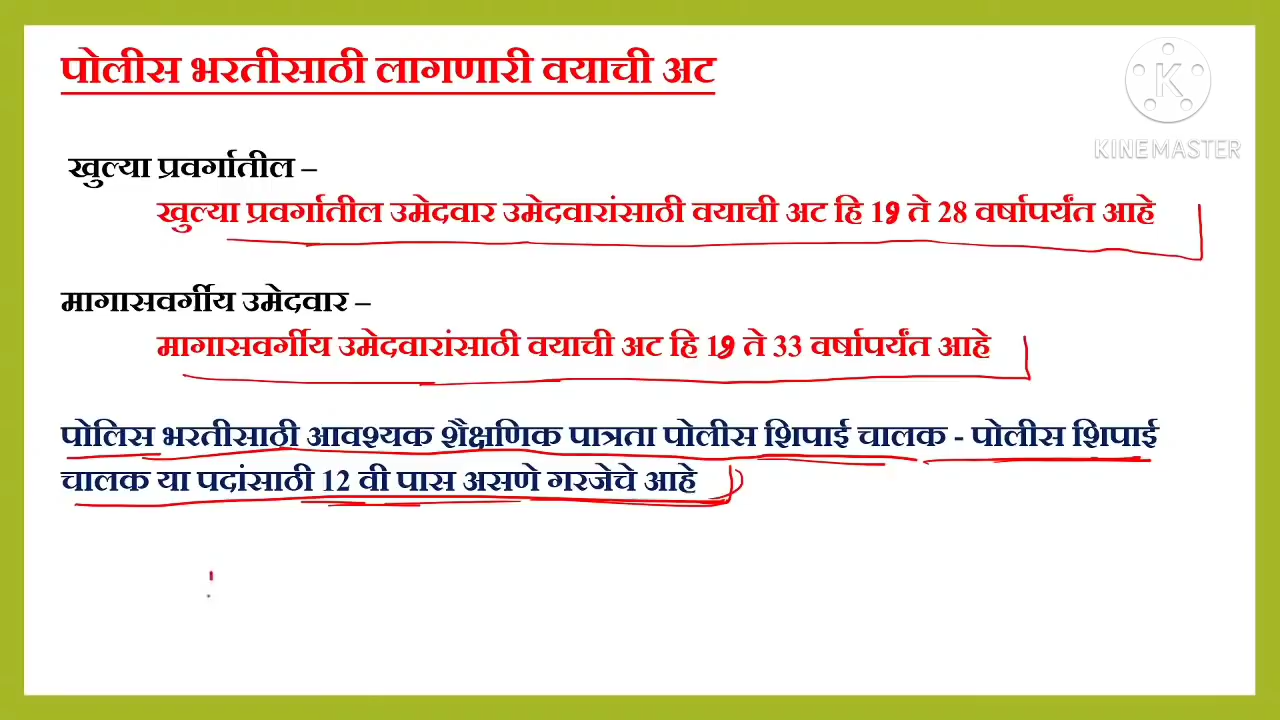 पोलीस भरतीसाठी लागणारी वयाची अट
K
KINEMASTER
खुल्या प्रवर्गातील –
खुल्या प्रवर्गातील उमेदवार उमेदवारांसाठी वयाची अट हि 19 ते 28 वर्षापर्यंत आहे
मागासवर्गीय उमेदवार –
मागासवर्गीय उमेदवारांसाठी वयाची अट हि 19 ते 33 वर्षापर्यंत आहे
पोलिस भरतीसाठी आवश्यक शैक्षणिक पात्रता पोलीस शिपाई चालक - पोलीस शिपाई
चालक या पदांसाठी 12 वी पास असणे गरजेचे आहे